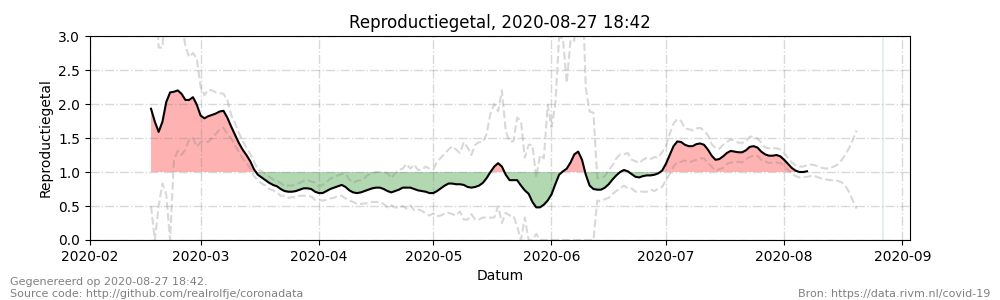 Reproductiegetal, 2020-08-27 18:42
3.0
2.5
2.0
1.5
1.0
0.5
0.0
Reproductiegetal
2020-02 2020-03 2020-04 2020-05 2020-06 2020-07 2020-08 2020-09
Datum
Gegenereerd op 2020-08-27 18:42.
Source code: http://github.com/realrolfje/coronadata
Bron: https://data.rivm.nl/covid-19